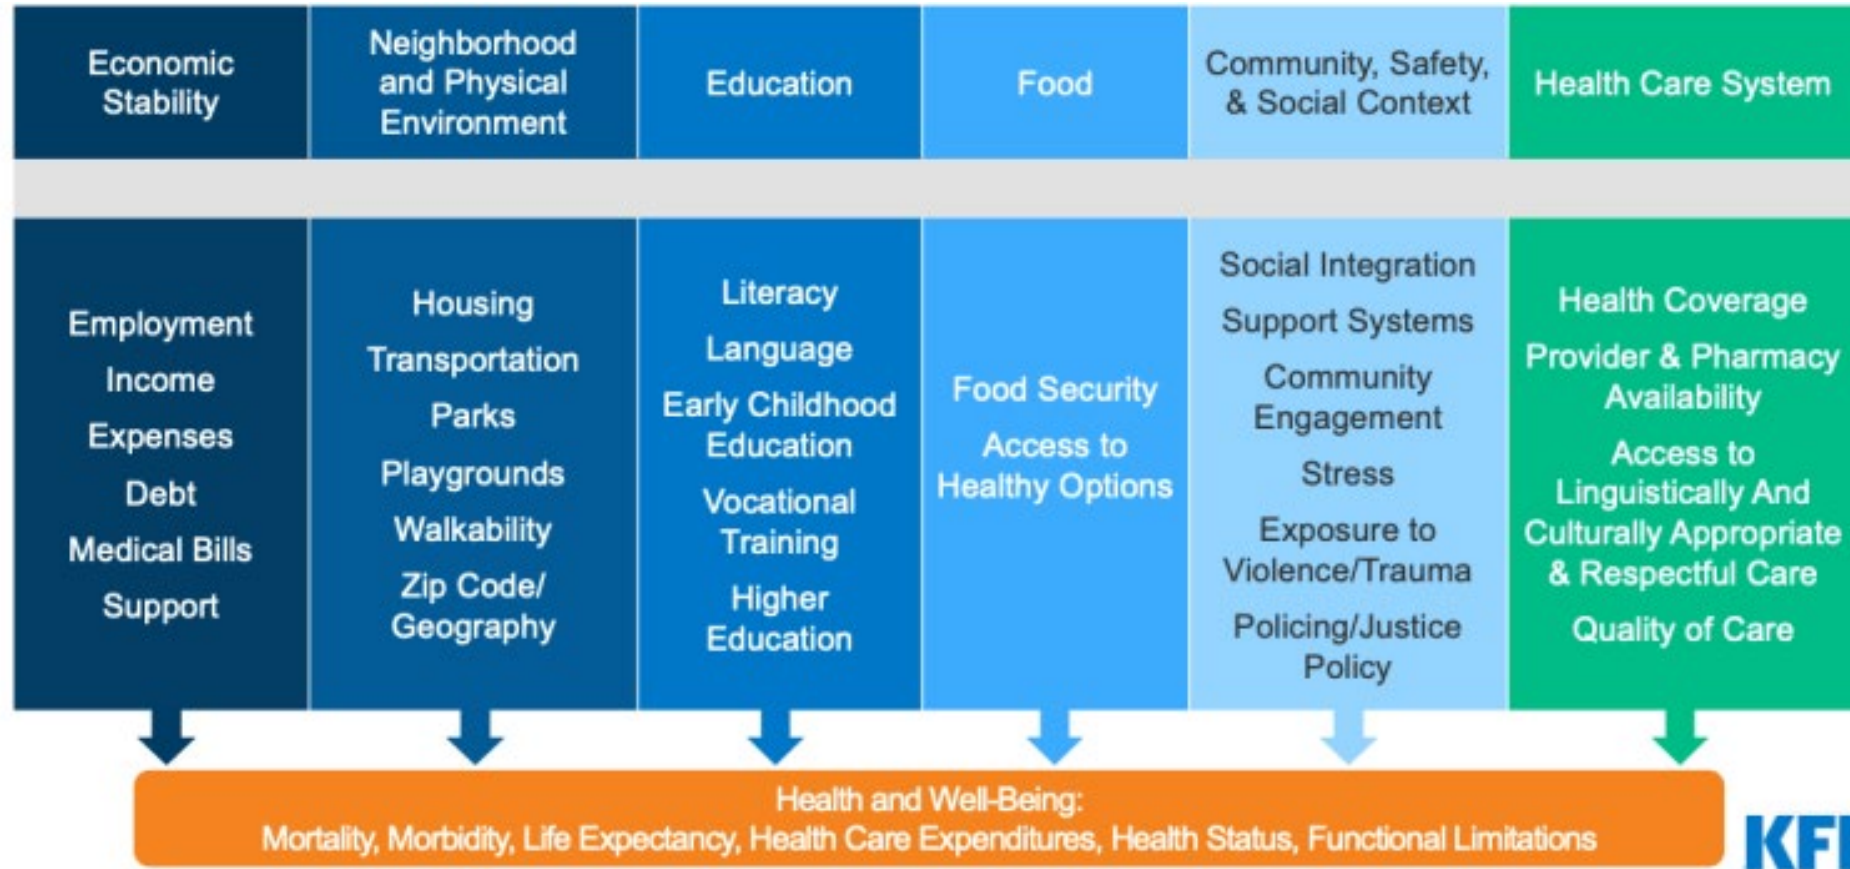 Economic
Stability
Neighborhood
and Physical
Environment
Education
Food
Community, Safety,
& Social Context
Health Care System
Employment
Income
Expenses
Debt
Medical Bills
Support
Housing
Transportation
Parks
Playgrounds
Walkability
Zip Code/
Geography
Literacy
Language
Early Childhood
Education
Vocational
Training
Higher
Education
Food Security
Access to
Healthy Options
Social Integration
Support Systems
Community
Engagement
Stress
Exposure to
Violence/Trauma
Policing/Justice
Policy
Health Coverage
Provider & Pharmacy
Availability
Access to
Linguistically And
Culturally Appropriate
& Respectful Care
Quality of Care
Health and Well-Being:
Mortality, Morbidity, Life Expectancy, Health Care Expenditures, Health Status, Functional Limitations